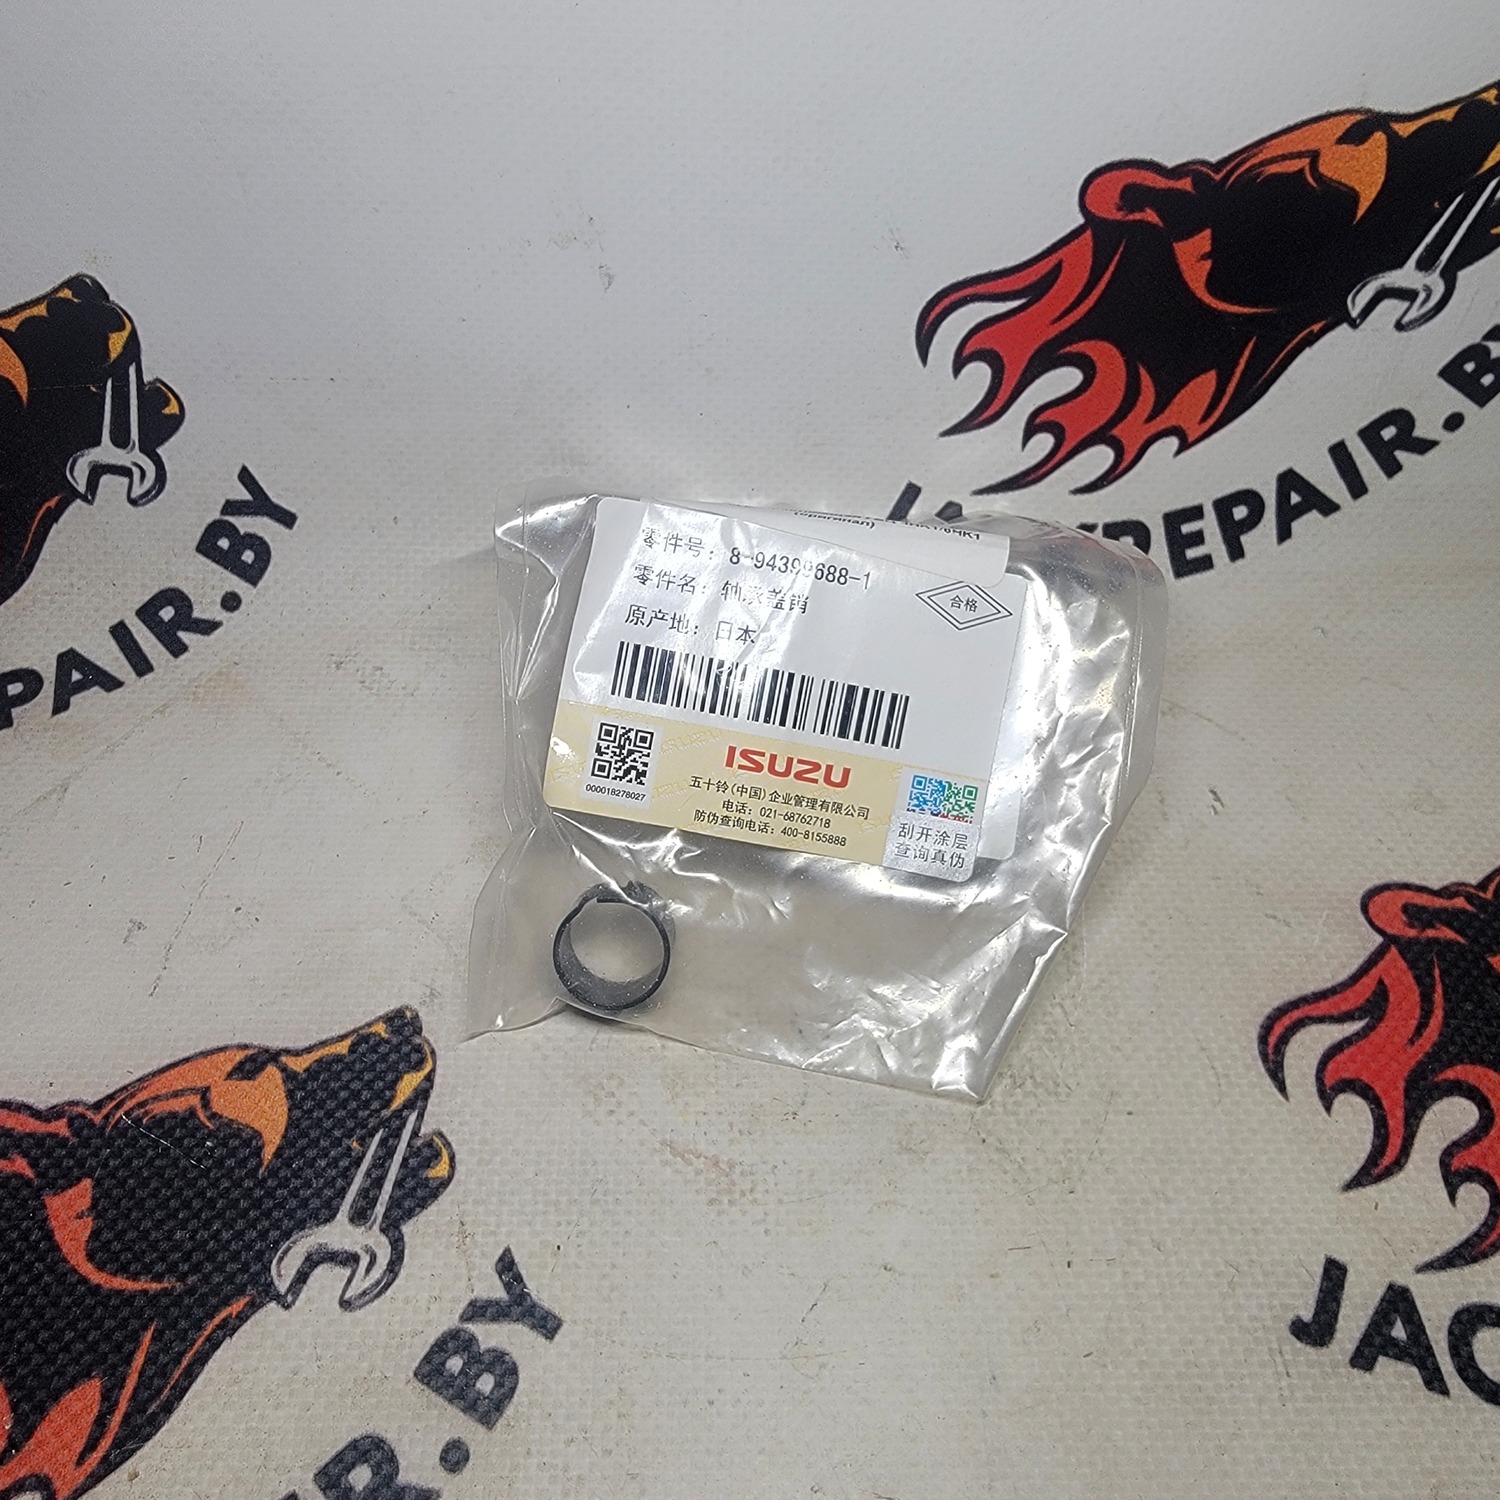 (оригинал)
零件号：8-94399688-1
零件名：轴承盖销
原产地：日本
合格
000018278027
ISUZU
五十铃(中国)企业管理有限公司
电话：021-68762718
防伪查询电话：400-8155888
刮开涂层
查询真伪
REPAIR.BY
PAIR.BY
AIR.BY
JAC